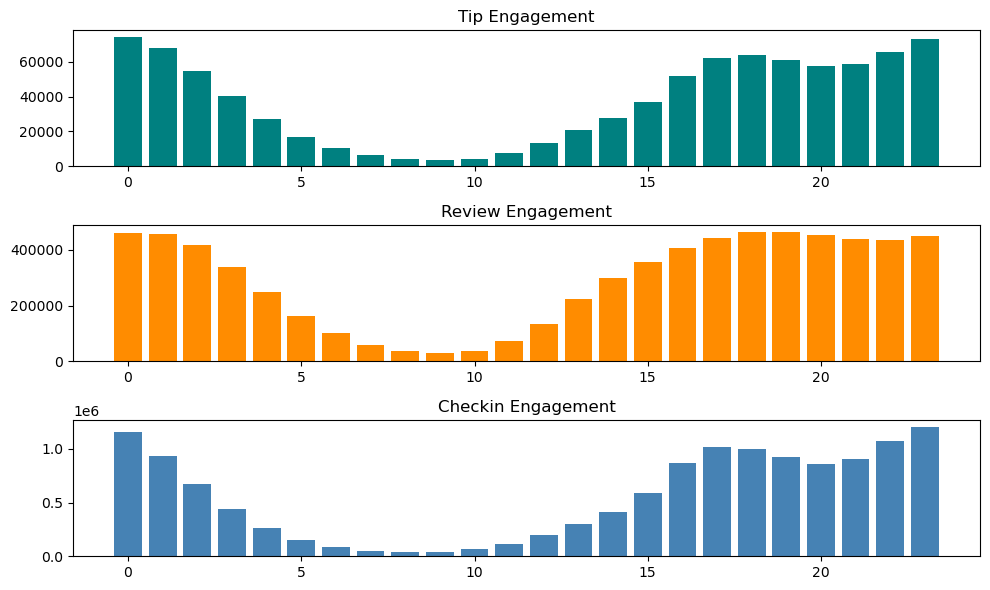 Tip Engagement
60000
40000
20000
0
0 5 10 15 20
Review Engagement
400000
200000
0
0 5 10 15 20
Checkin Engagement
1e6
1.0
0.5
0.0
0 5 10 15 20